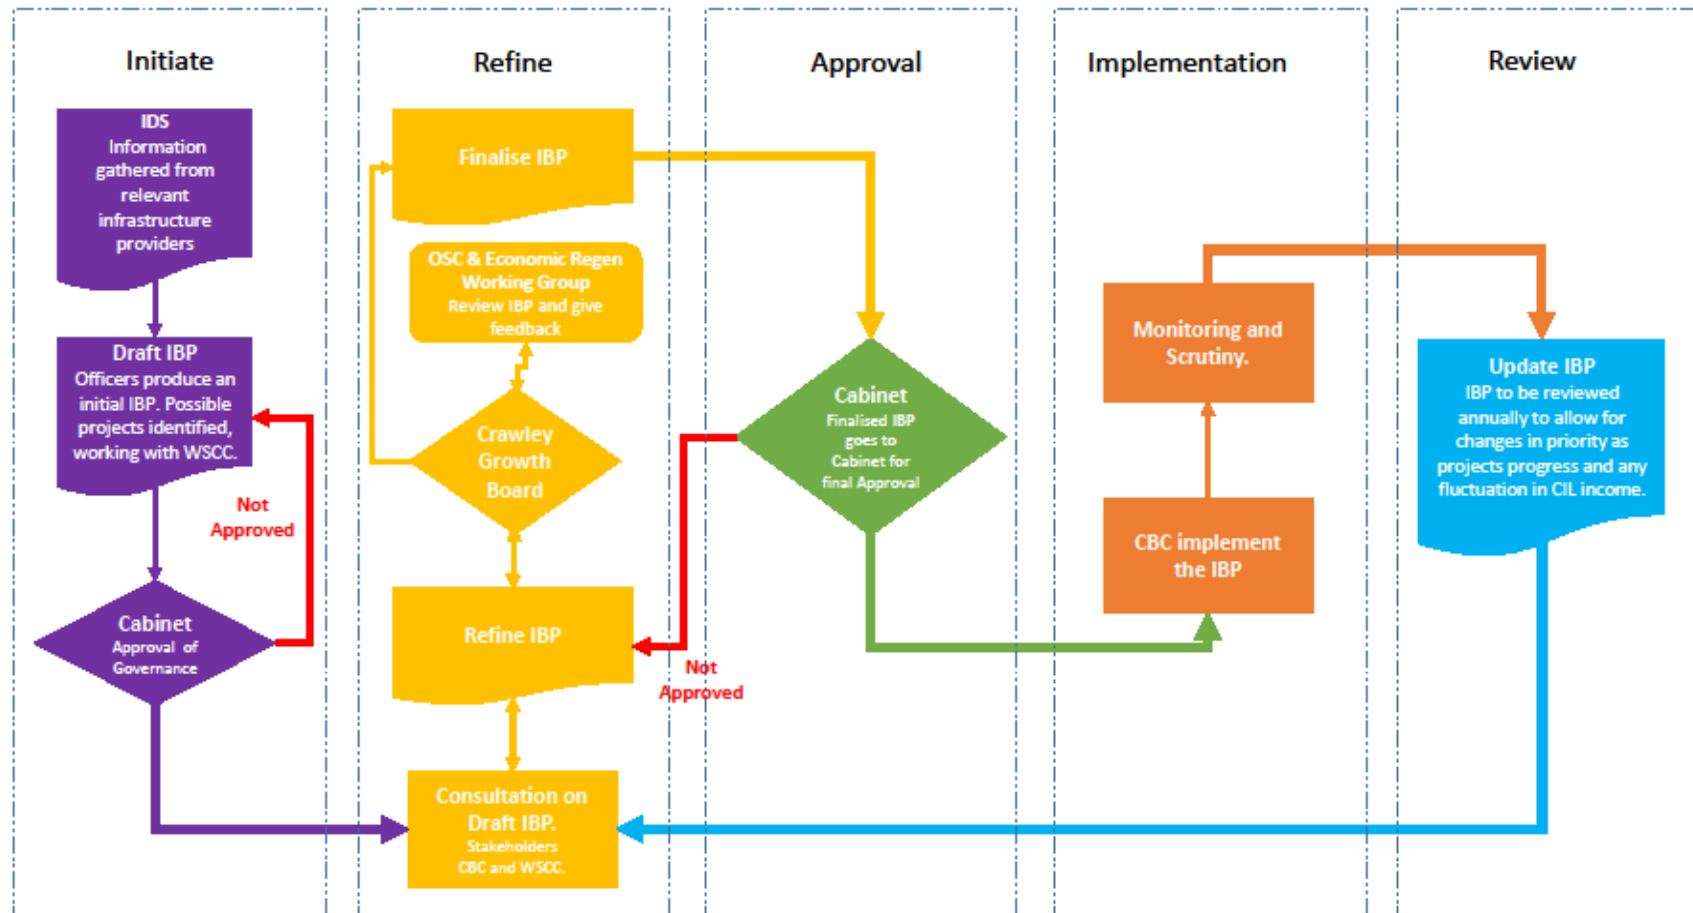 Initiate
Refine
Approval
Implementation
Review
IDS
Information
gathered from
relevant
infrastructure
providers
Draft IBP
Officers produce an
initial IBP. Possible
projects identified,
working with WSCC.
Not
Approved
Cabinet
Approval of
Governance
Finalise IBP
OSC & Economic Regen
Working Group
Review IBP and give
feedback
Crawley
Growth
Board
Refine IBP
Consultation on
Draft IBP.
Stakeholders
CBC and WSCC.
Cabinet
Finalised IBP
goes to
Cabinet for
final Approval
Not
Approved
Monitoring and
Scrutiny.
CBC implement
the IBP
Update IBP
IBP to be reviewed
annually to allow for
changes in priority as
projects progress and any
fluctuation in CIL income.